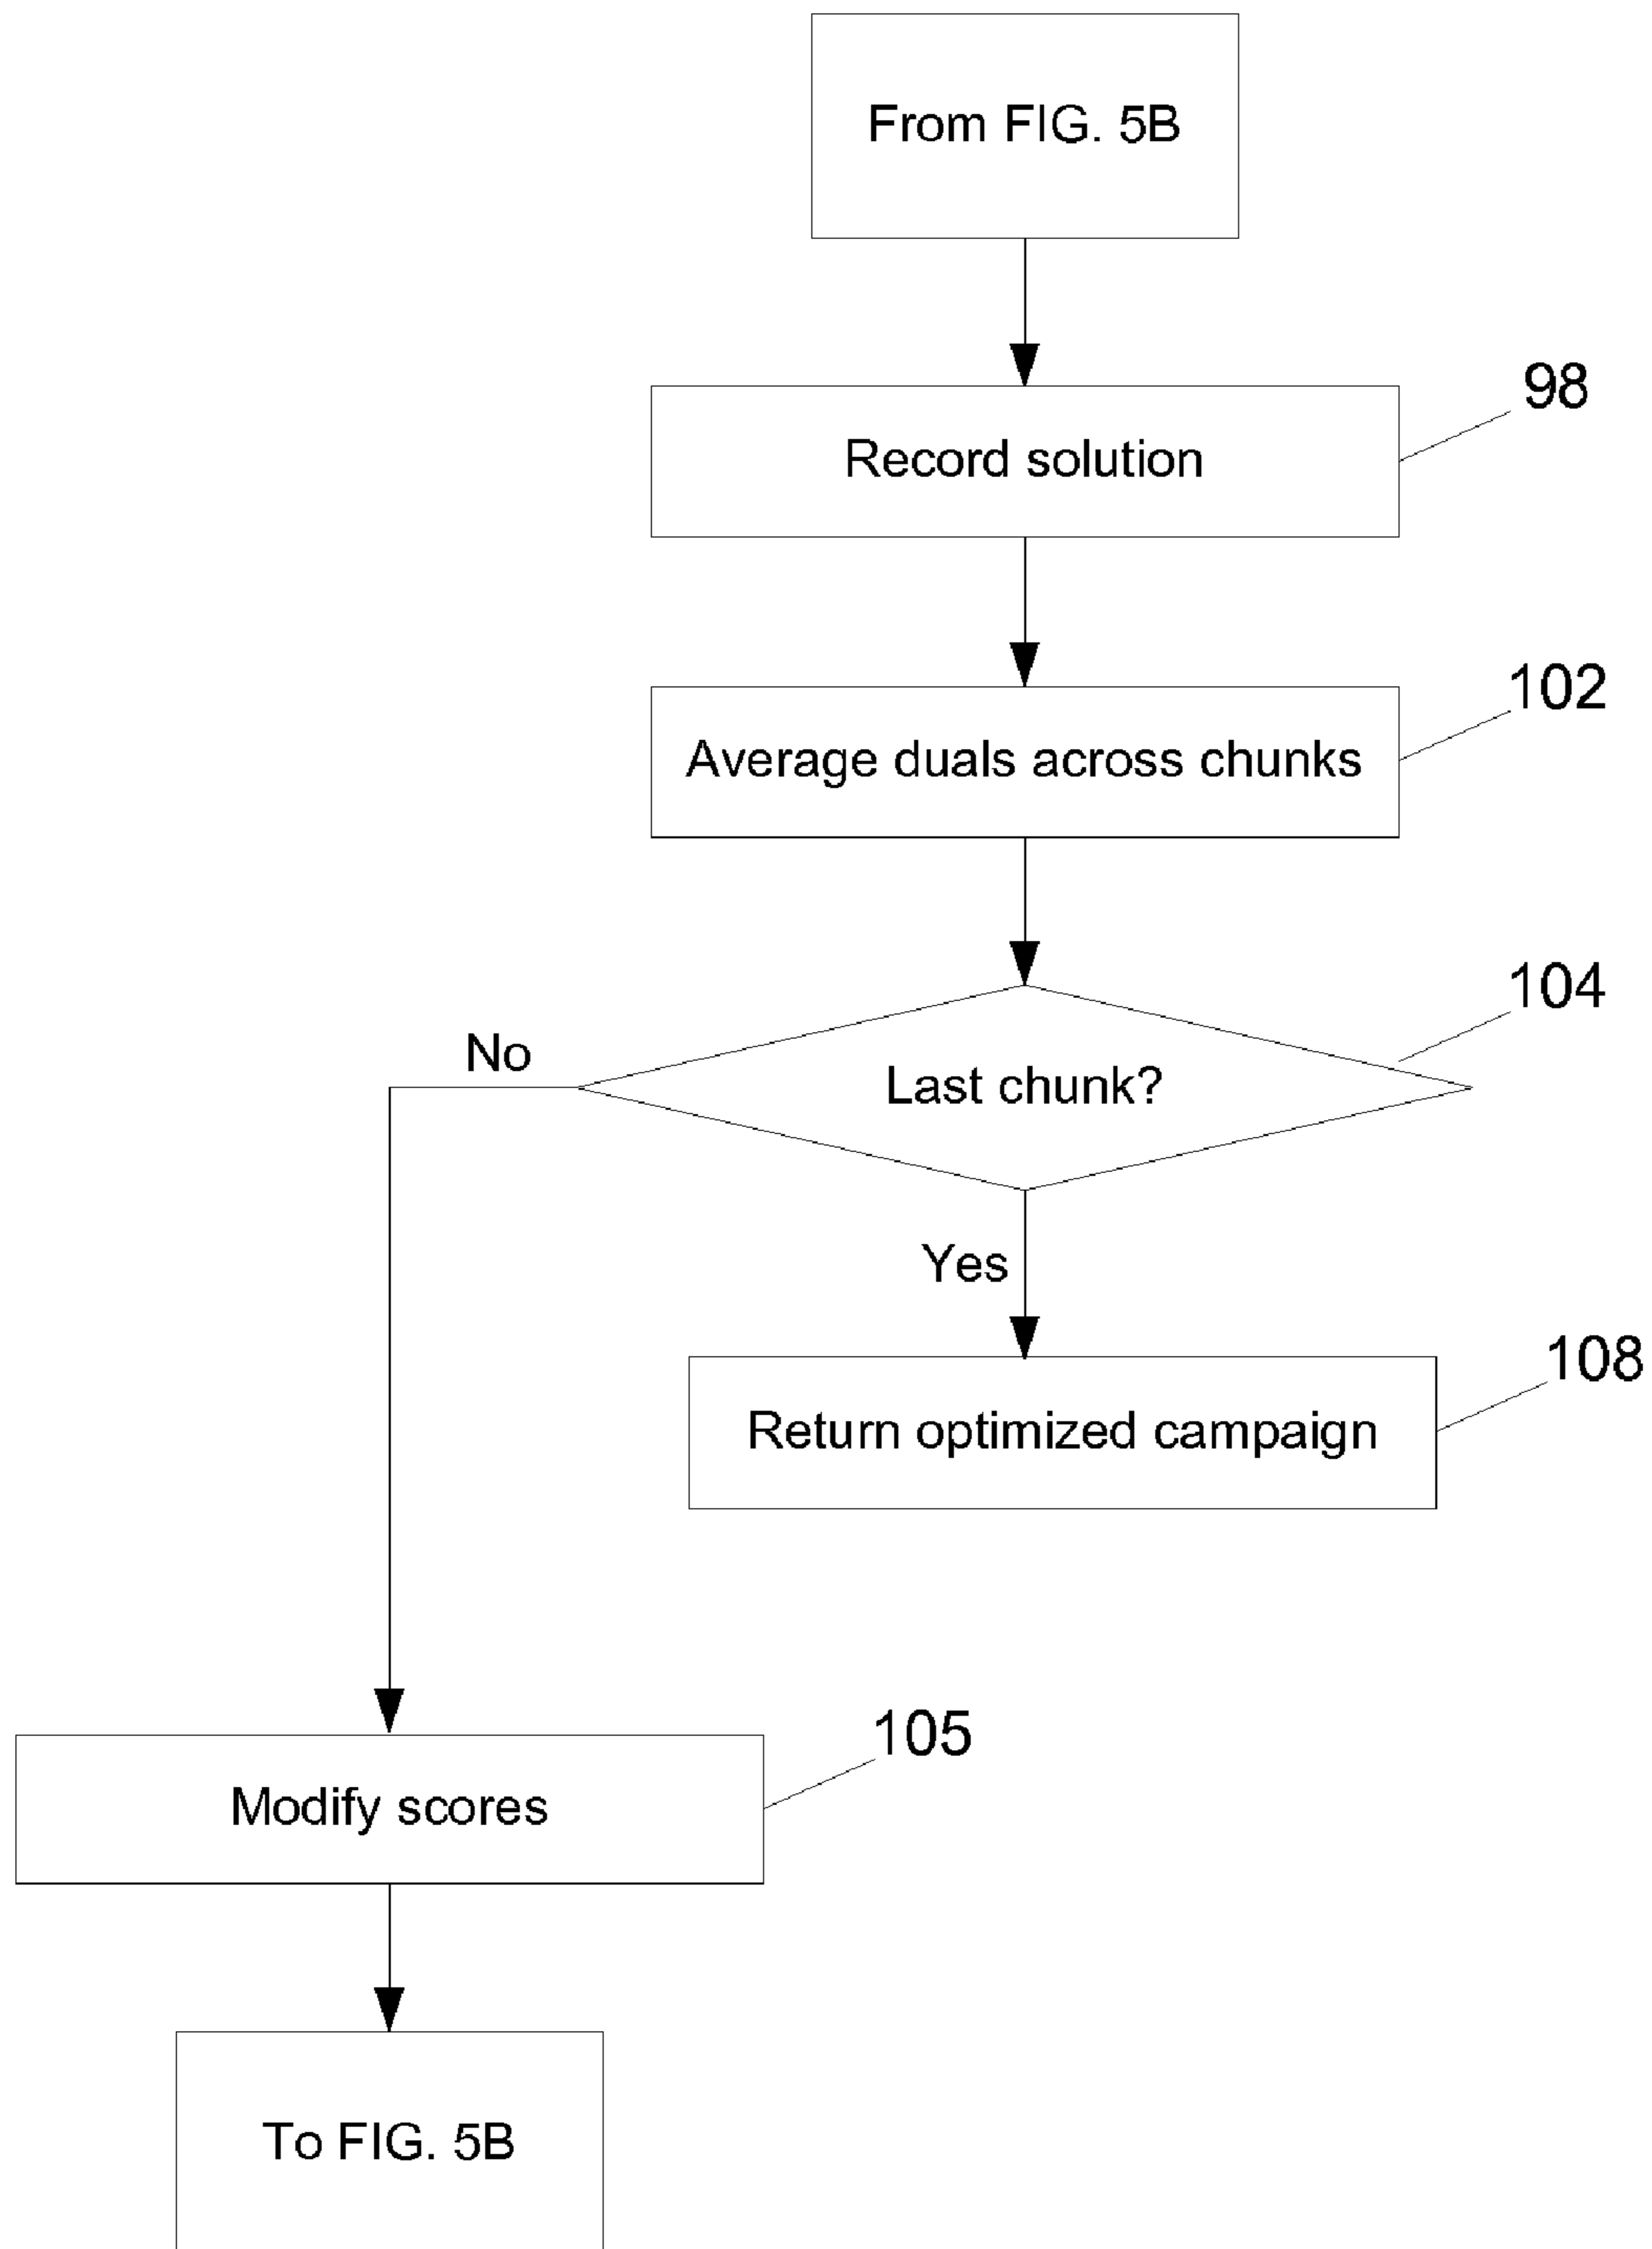 From FIG. 5B
98
Record solution
102
Average duals across chunks
104
No
Last chunk?
Yes
108
Return optimized campaign
105
Modify scores
To FIG. 5B